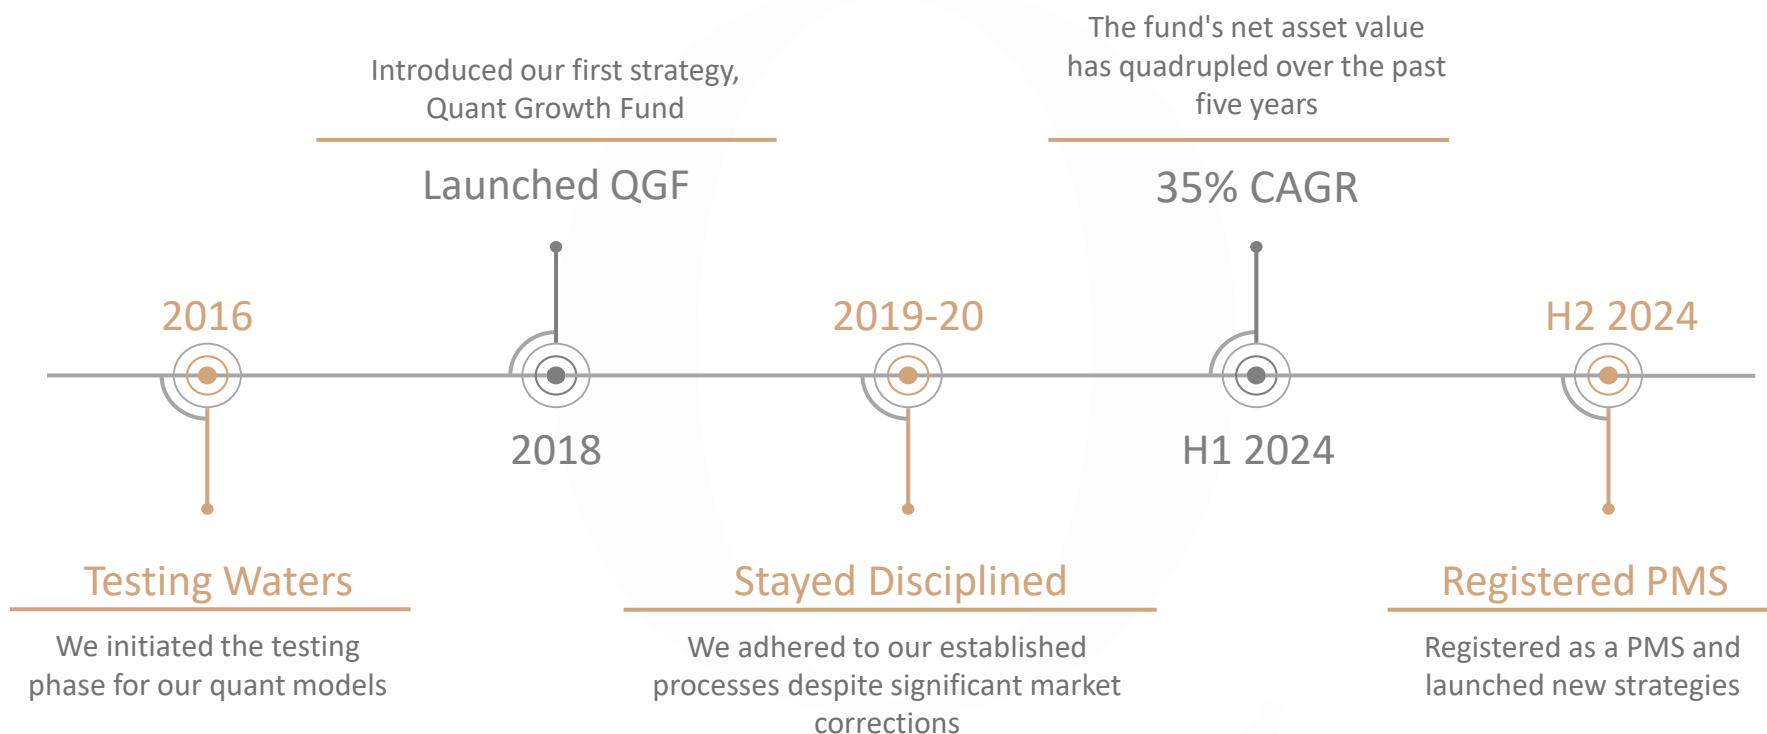 2016
Testing Waters
We initiated the testing
phase for our quant models
Introduced our first strategy,
Quant Growth Fund
Launched QGF
2018
2019-20
Stayed Disciplined
We adhered to our established
processes despite significant market
corrections
The fund's net asset value
has quadrupled over the past
five years
35% CAGR
H1 2024
H2 2024
Registered PMS
Registered as a PMS and
launched new strategies